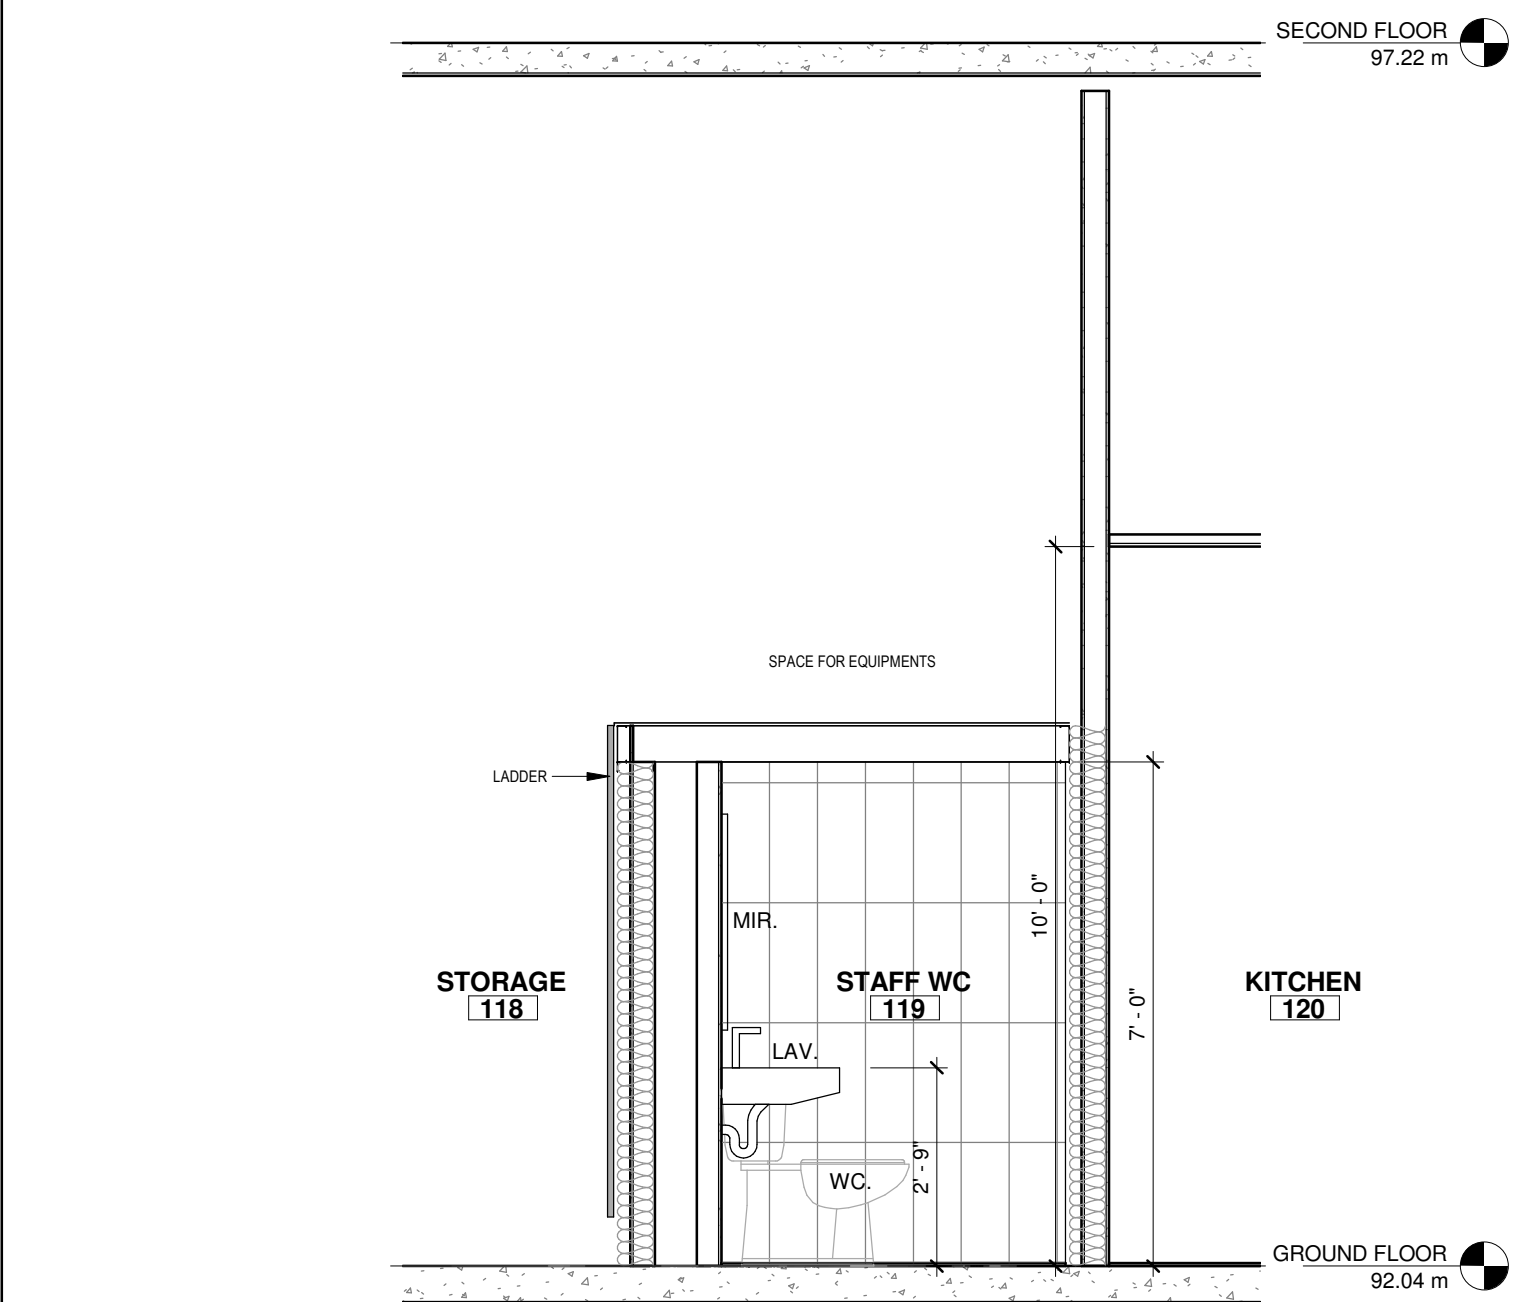 SECOND FLOOR
97.22 m
SPACE FOR EQUIPMENTS
LADDER
10' - 0"
MIR.
STORAGE
118
STAFF WC
119
KITCHEN
120
7' - 0"
LAV.
2' - 9"
WC.
GROUND FLOOR
92.04 m